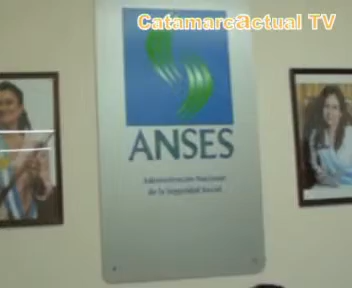 Catamarcactual TV
ANSES
Administración Nacional
de la Seguridad Social